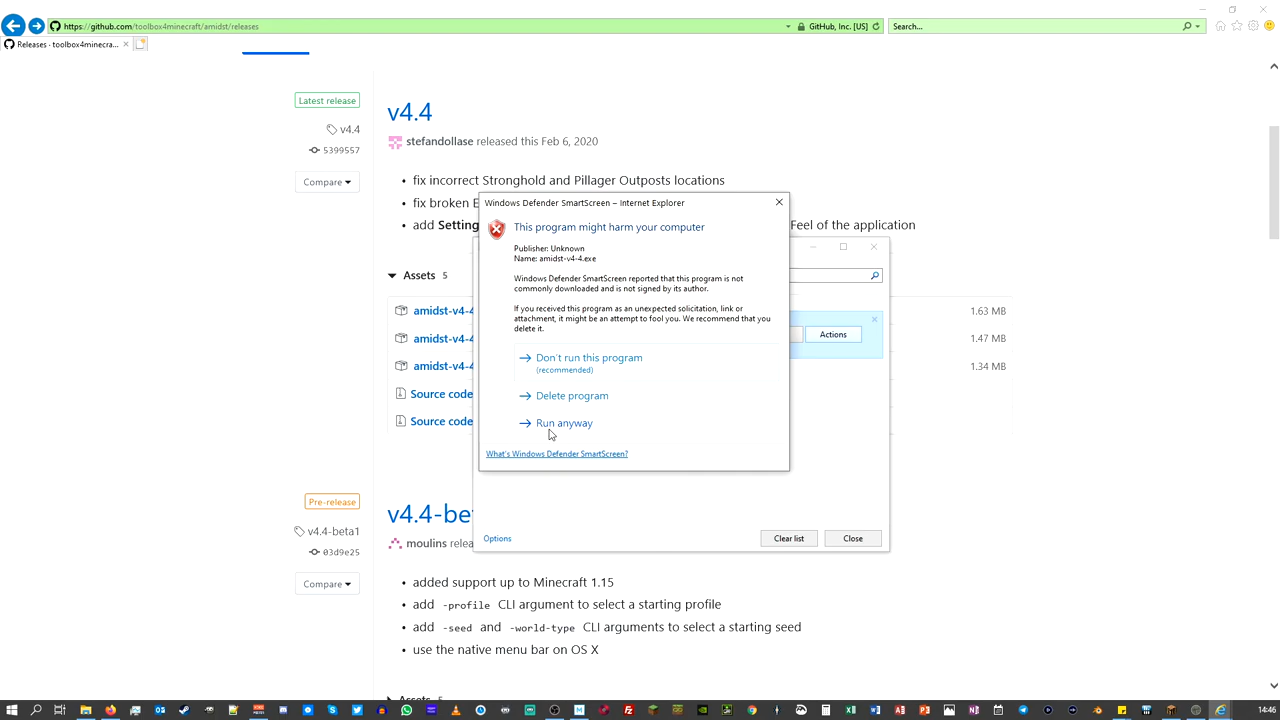 https://github.com/toolbox4minecraft/amidst/releases
GitHub, Inc. [US]
Search...
Releases · toolbox4minecra...
Latest release
v4.4
v4.4
stefandollase released this Feb 6, 2020
5399557
Compare
fix incorrect Stronghold and Pillager Outposts locations
fix broken E
add Setting
Feel of the application
Windows Defender SmartScreen – Internet Explorer
This program might harm your computer
Publisher: Unknown
Name: amidst-v4-4.exe
Windows Defender SmartScreen reported that this program is not
commonly downloaded and is not signed by its author.
If you received this program as an unexpected solicitation, link or
attachment, it might be an attempt to fool you. We recommend that you
delete it.
Don't run this program
(recommended)
Delete program
Run anyway
What's Windows Defender SmartScreen?
Actions
Options
Clear list
Close
Assets 5
amidst-v4-4
1.63 MB
amidst-v4-4
1.47 MB
amidst-v4-4
1.34 MB
Source code
Source code
Pre-release
v4.4-be
v4.4-beta1
moulins relea
03d9e25
Compare
added support up to Minecraft 1.15
add -profile CLI argument to select a starting profile
add -seed and -world-type CLI arguments to select a starting seed
use the native menu bar on OS X
Assets 5
14:46